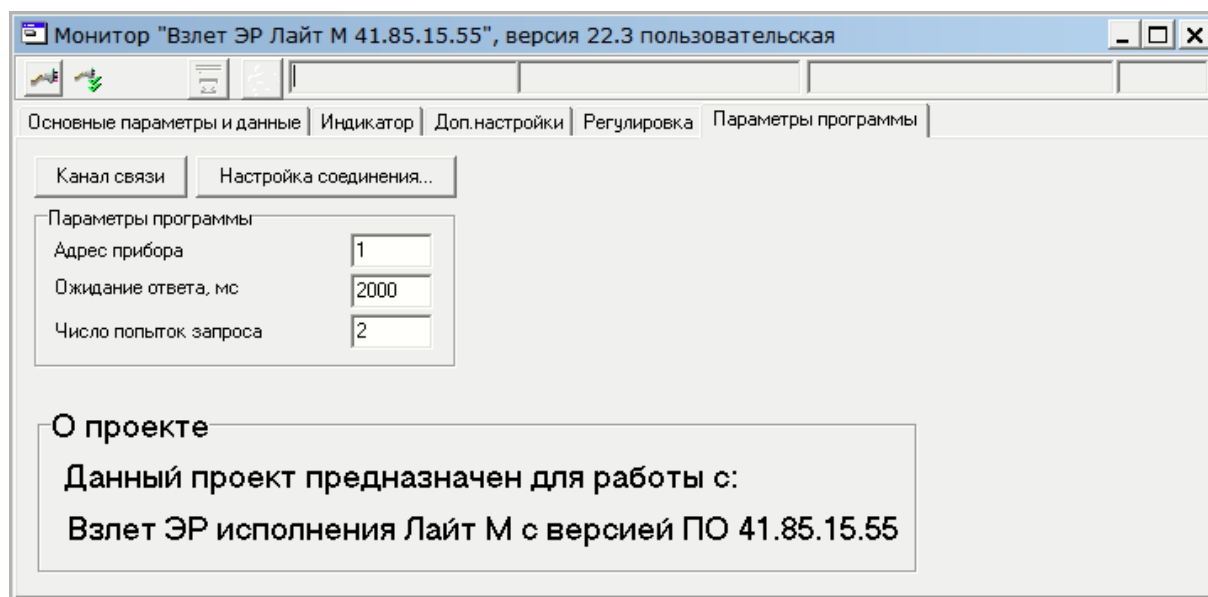 Монитор "Взлет ЭР Лайт М 41.85.15.55", версия 22.3 пользовательская
Основные параметры и данные Индикатор Доп.настройки Регулировка Параметры программы
Канал связи Настройка соединения...
Параметры программы
Адрес прибора 1
Ожидание ответа, мс 2000
Число попыток запроса 2
О проекте
Данный проект предназначен для работы с:
Взлет ЭР исполнения Лайт М с версией ПО 41.85.15.55